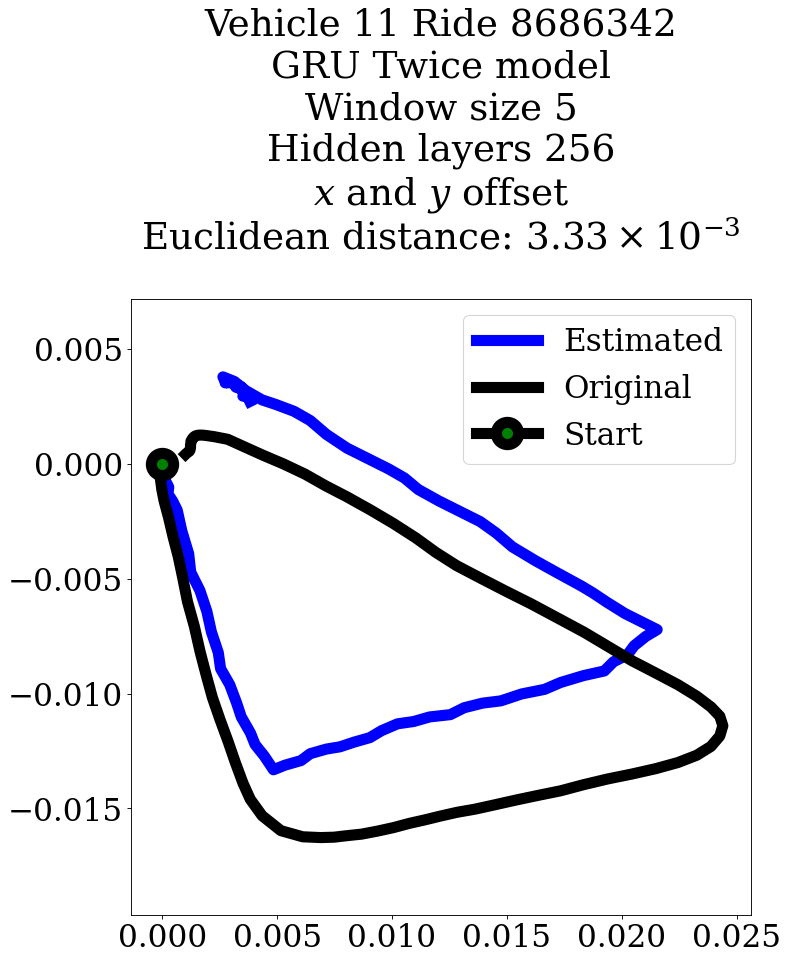 Vehicle 11 Ride 8686342
GRU Twice model
Window size 5
Hidden layers 256
x and y offset
Euclidean distance: 3.33 × 10⁻³
Estimated
Original
Start
0.005
0.000
−0.005
−0.010
−0.015
0.000 0.005 0.010 0.015 0.020 0.025